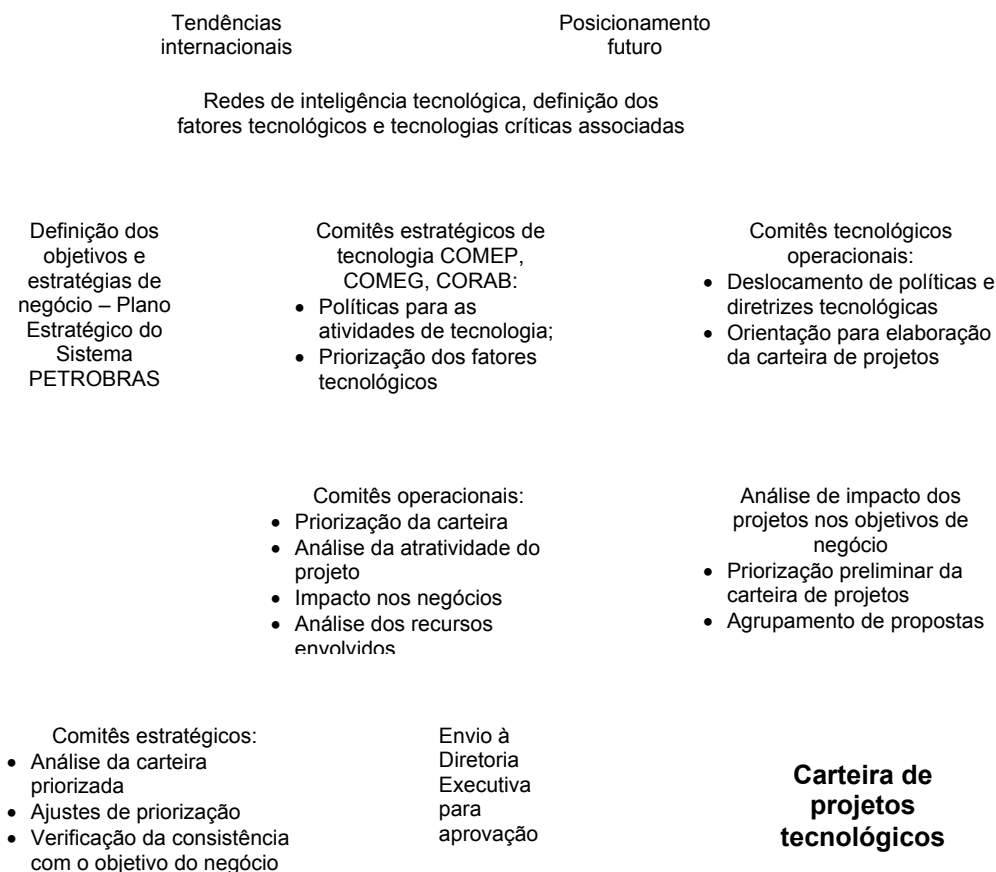 Tendências
internacionais
Posicionamento
futuro
Redes de inteligência tecnológica, definição dos
fatores tecnológicos e tecnologias críticas associadas
Definição dos
objetivos e
estratégias de
negócio – Plano
Estratégico do
Sistema
PETROBRAS
Comitês estratégicos de
tecnologia COMEP,
COMEG, CORAB:
• Políticas para as
atividades de tecnologia;
• Priorização dos fatores
tecnológicos
Comitês tecnológicos
operacionais:
• Deslocamento de políticas e
diretrizes tecnológicas
• Orientação para elaboração
da carteira de projetos
Comitês operacionais:
• Priorização da carteira
• Análise da atratividade do
projeto
• Impacto nos negócios
• Análise dos recursos
envolvidos
Análise de impacto dos
projetos nos objetivos de
negócio
• Priorização preliminar da
carteira de projetos
• Agrupamento de propostas
Comitês estratégicos:
• Análise da carteira
priorizada
• Ajustes de priorização
• Verificação da consistência
com o objetivo do negócio
Envio à
Diretoria
Executiva
para
aprovação
Carteira de
projetos
tecnológicos